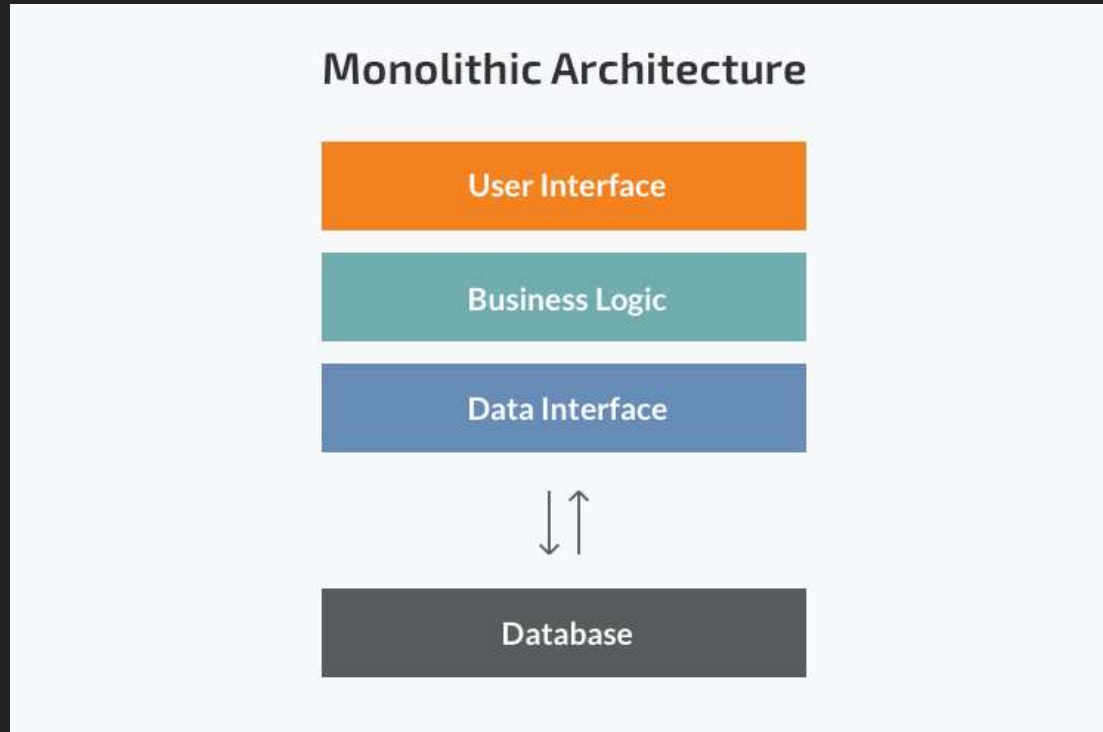 Monolithic Architecture
User Interface
Business Logic
Data Interface
Database